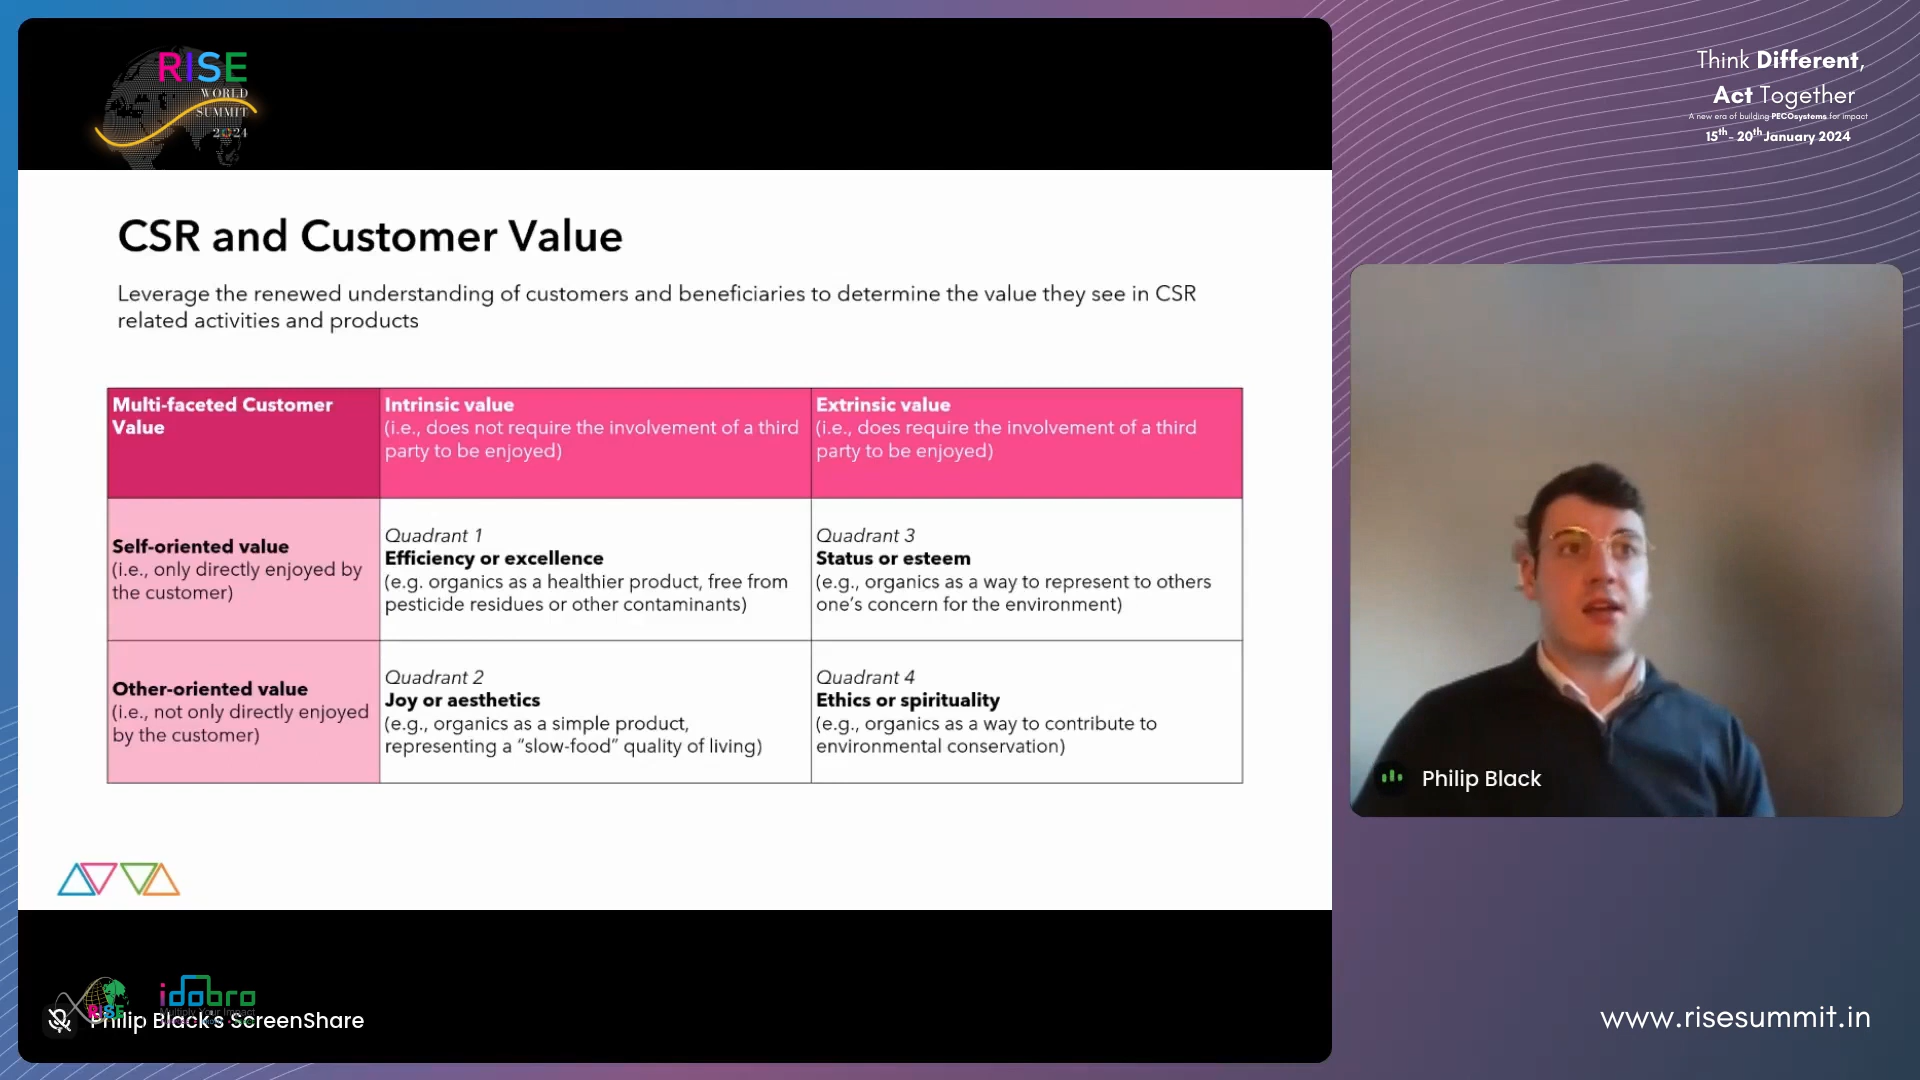 RISE
WORLD
SUMMIT
2024
Think Different,
Act Together
A new era of building PECOsystems for impact
15th - 20th January 2024
CSR and Customer Value
Leverage the renewed understanding of customers and beneficiaries to determine the value they see in CSR
related activities and products
Multi-faceted Customer
Value
Intrinsic value
(i.e., does not require the involvement of a third
party to be enjoyed)
Extrinsic value
(i.e., does require the involvement of a third
party to be enjoyed)
Self-oriented value
(i.e., only directly enjoyed by
the customer)
Quadrant 1
Efficiency or excellence
(e.g. organics as a healthier product, free from
pesticide residues or other contaminants)
Quadrant 3
Status or esteem
(e.g., organics as a way to represent to others
one's concern for the environment)
Other-oriented value
(i.e., not only directly enjoyed
by the customer)
Quadrant 2
Joy or aesthetics
(e.g., organics as a simple product,
representing a "slow-food" quality of living)
Quadrant 4
Ethics or spirituality
(e.g., organics as a way to contribute to
environmental conservation)
Philip Black
RISE
idobro
Multiply Your Impact
Philip Black's ScreenShare
www.risesummit.in